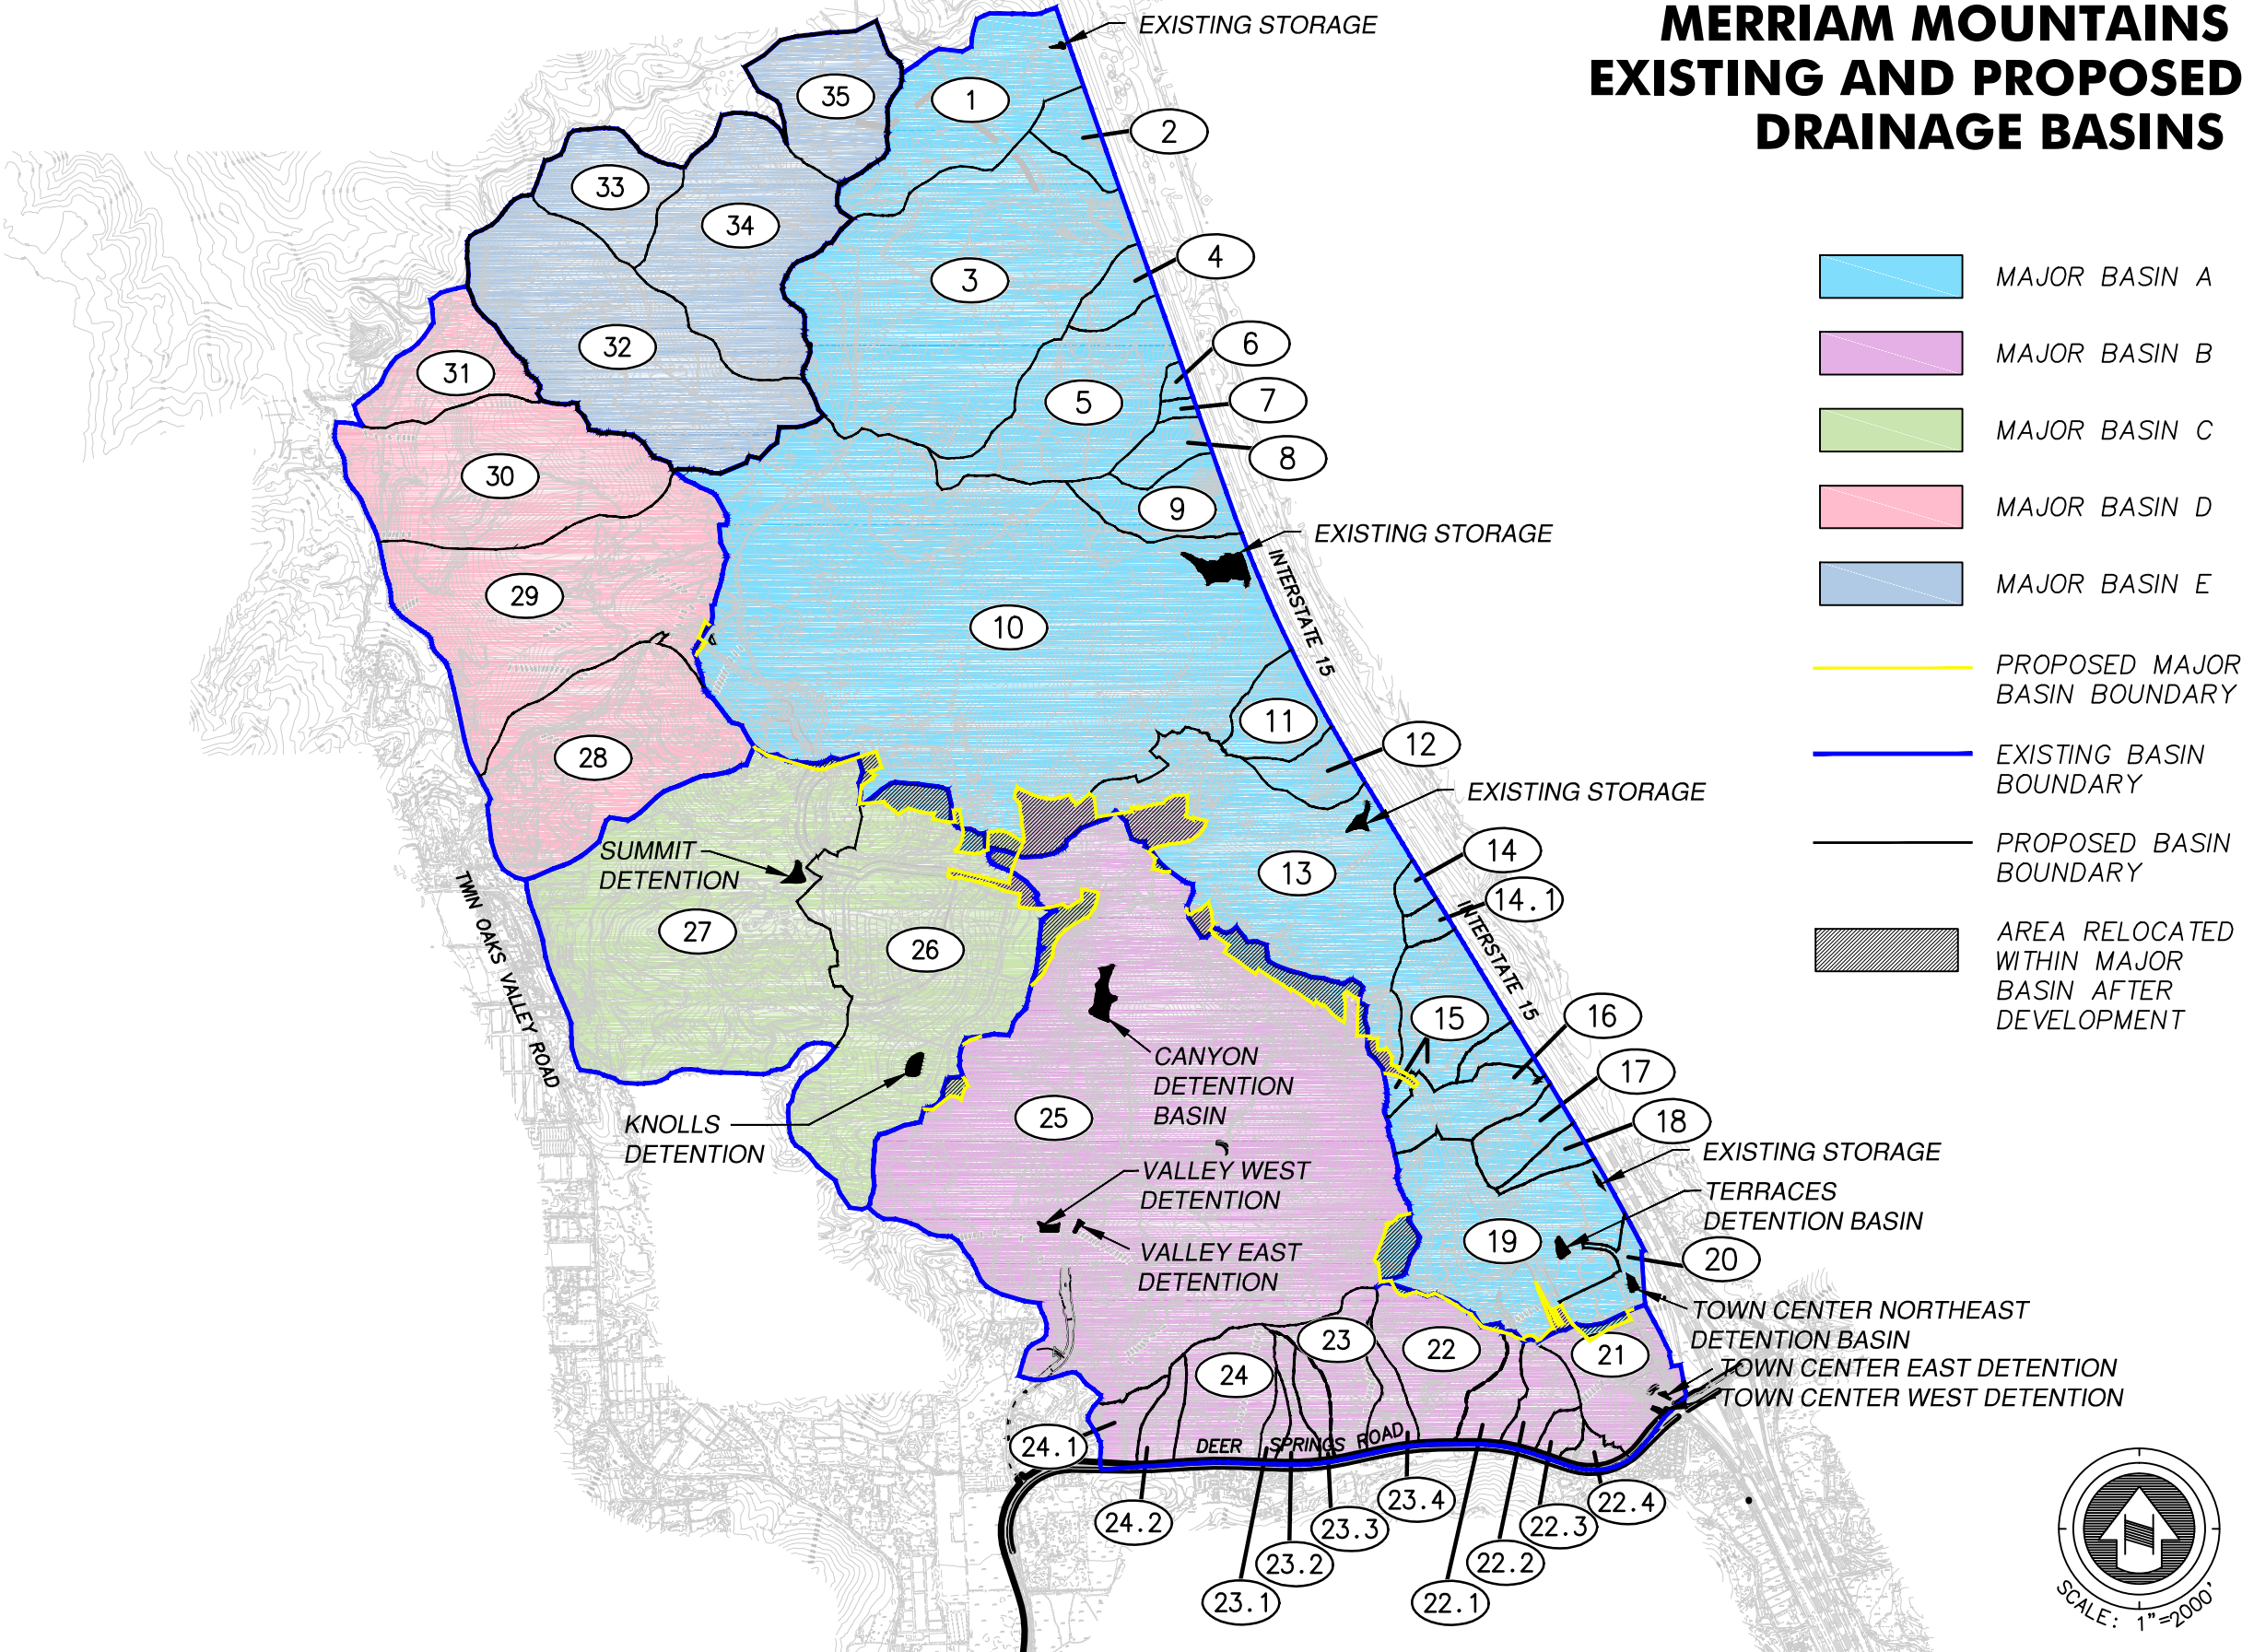 MERRIAM MOUNTAINS
EXISTING AND PROPOSED
DRAINAGE BASINS
EXISTING STORAGE
35
1
2
33
34
3
4
32
31
6
5
7
8
30
9
EXISTING STORAGE
29
10
INTERSTATE 15
11
12
28
EXISTING STORAGE
SUMMIT
DETENTION
13
14
14.1
INTERSTATE 15
TWIN OAKS VALLEY ROAD
27
26
15
16
CANYON
DETENTION
BASIN
17
25
18
KNOLLS
DETENTION
EXISTING STORAGE
VALLEY WEST
DETENTION
TERRACES
DETENTION BASIN
19
20
VALLEY EAST
DETENTION
TOWN CENTER NORTHEAST
DETENTION BASIN
23
22
21
24
TOWN CENTER EAST DETENTION
TOWN CENTER WEST DETENTION
24.1
DEER SPRINGS ROAD
24.2
23.1
23.2
23.3
23.4
22.1
22.2
22.3
22.4
MAJOR BASIN A
MAJOR BASIN B
MAJOR BASIN C
MAJOR BASIN D
MAJOR BASIN E
PROPOSED MAJOR
BASIN BOUNDARY
EXISTING BASIN
BOUNDARY
PROPOSED BASIN
BOUNDARY
AREA RELOCATED
WITHIN MAJOR
BASIN AFTER
DEVELOPMENT
N
SCALE: 1"=2000'